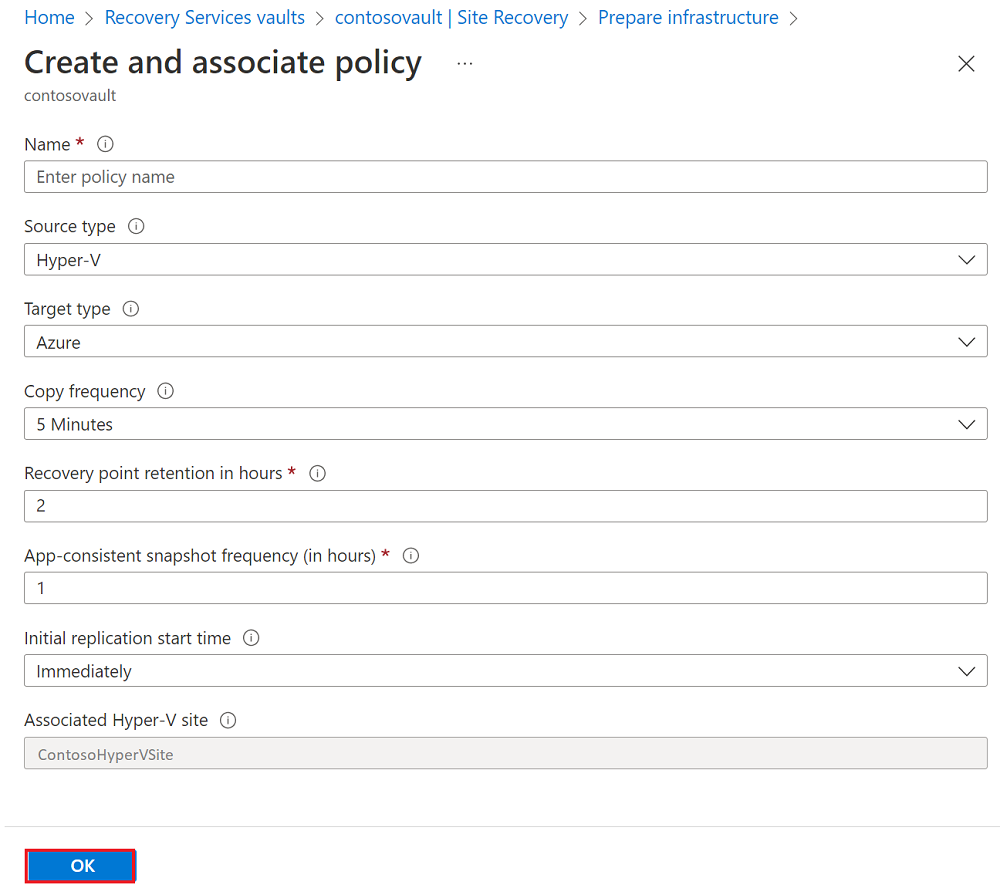 Home > Recovery Services vaults > contosovault | Site Recovery > Prepare infrastructure >
Create and associate policy ...
contosovault
Name *
Enter policy name
Source type
Hyper-V
Target type
Azure
Copy frequency
5 Minutes
Recovery point retention in hours *
2
App-consistent snapshot frequency (in hours) *
1
Initial replication start time
Immediately
Associated Hyper-V site
ContosoHyperVSite
OK